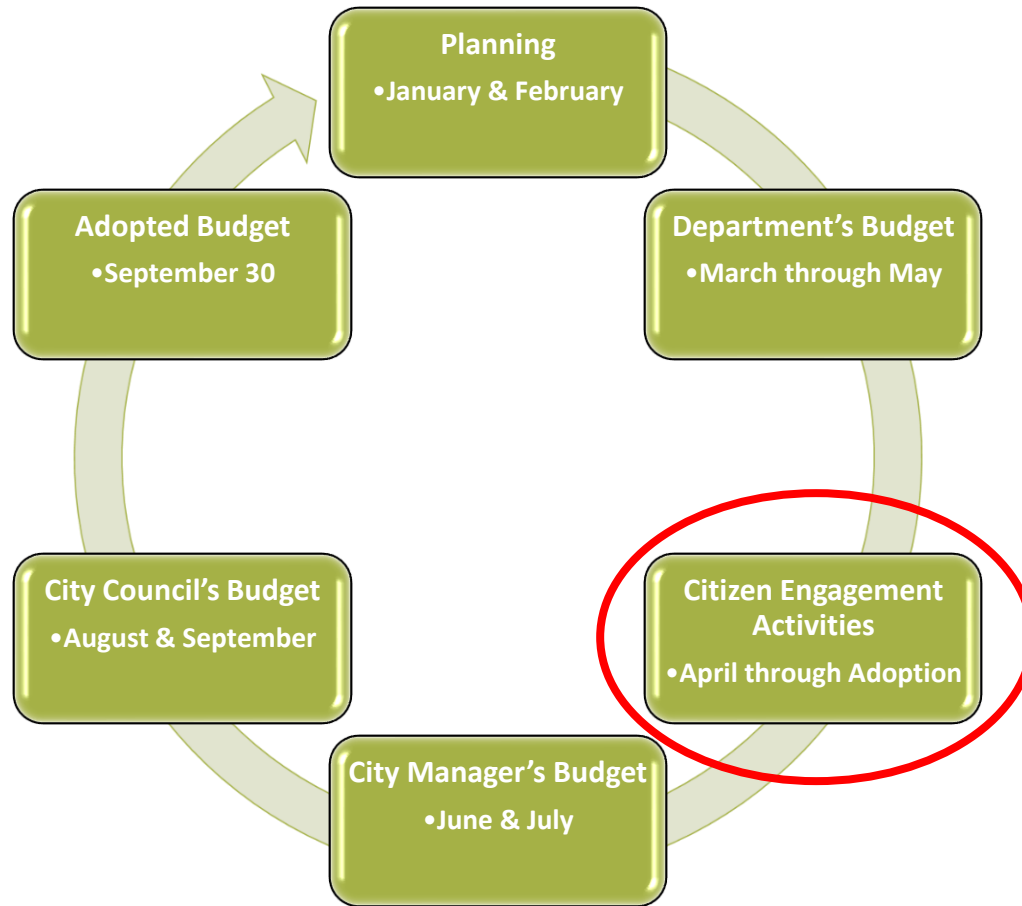 Planning
•January & February
Department’s Budget
•March through May
Citizen Engagement
Activities
•April through Adoption
City Manager’s Budget
•June & July
City Council’s Budget
•August & September
Adopted Budget
•September 30